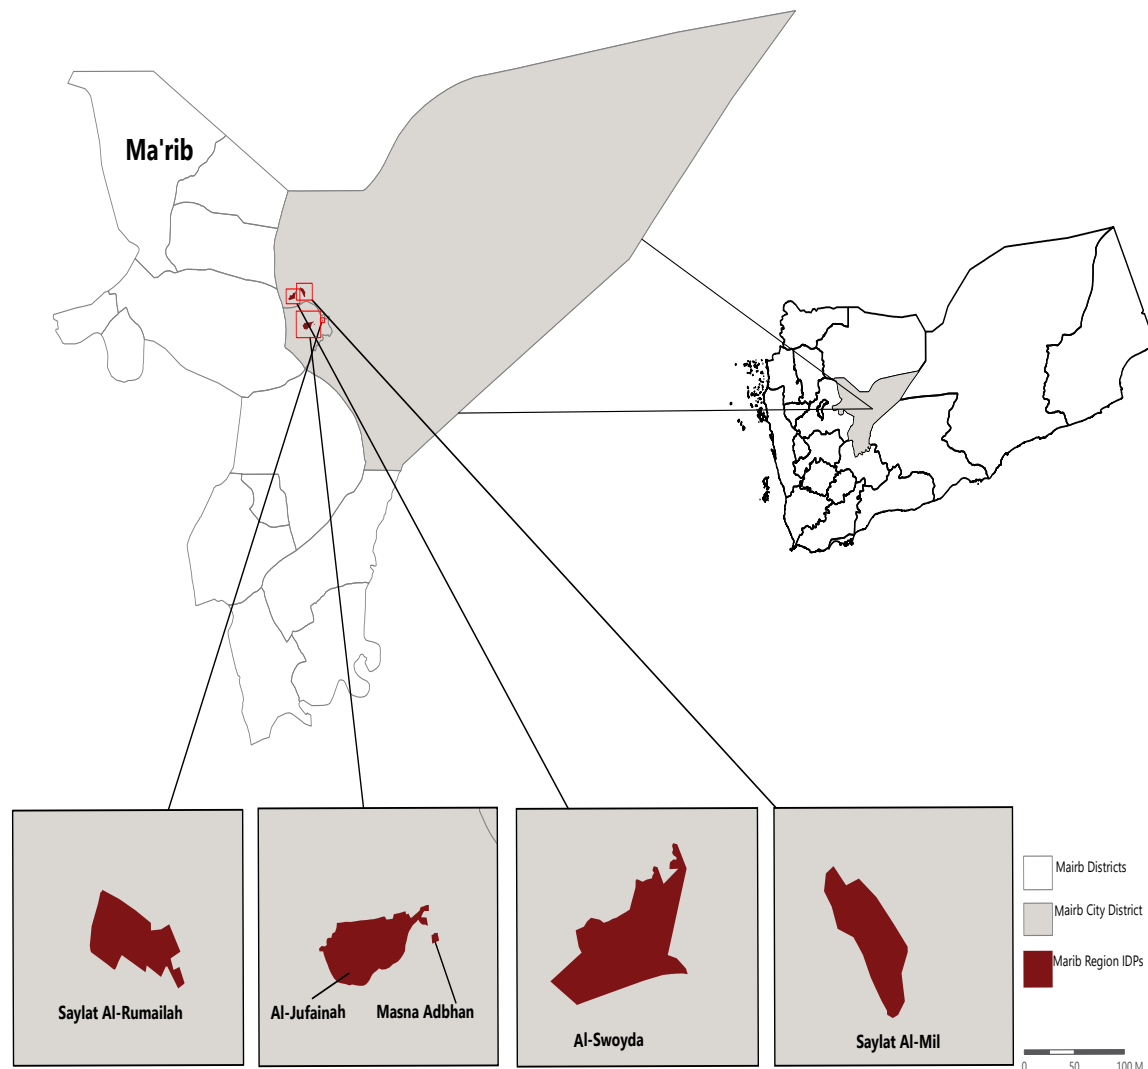 Ma'rib
Saylat Al-Rumailah
Al-Jufainah
Masna Adbhan
Al-Swoyda
Saylat Al-Mil
Mairb Districts
Mairb City District
Marib Region IDPs
0 50 100 M